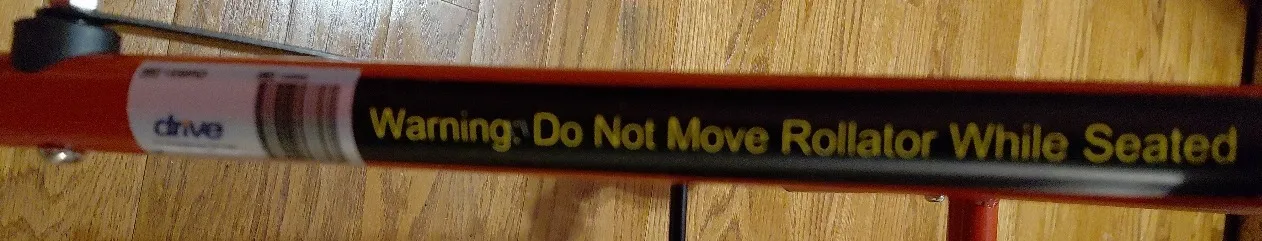 drive
Warning: Do Not Move Rollator While Seated